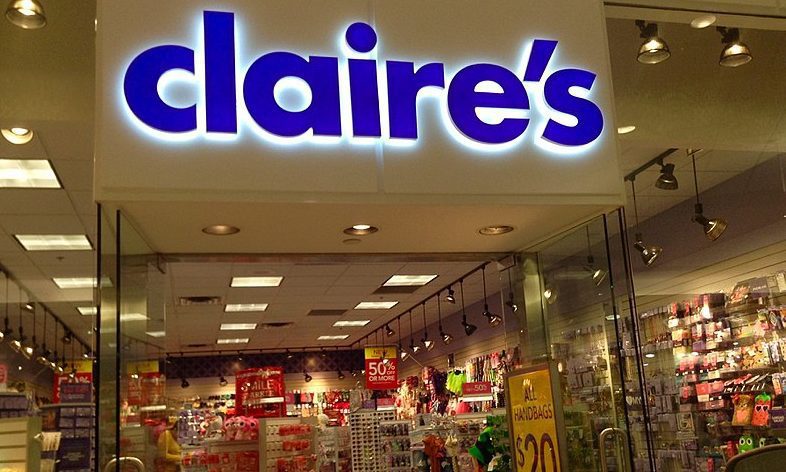 claire's
50%
OR MORE
ALL
HANDBAGS
$20